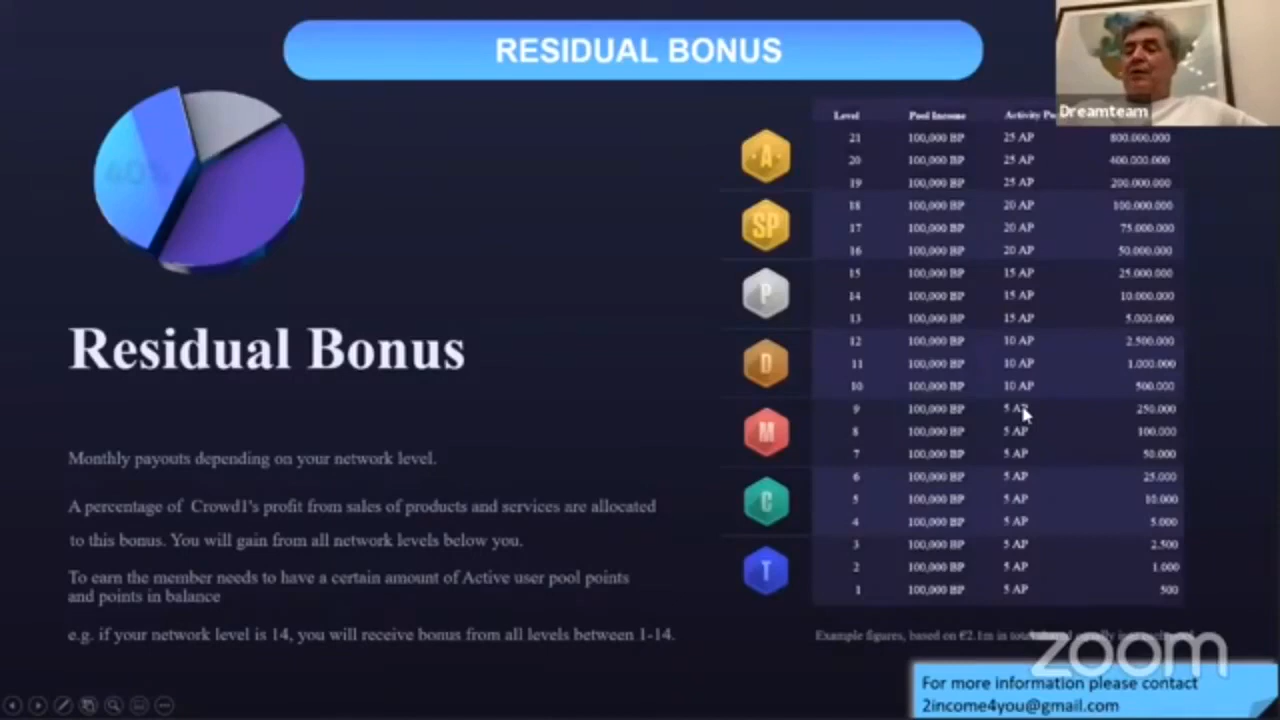 RESIDUAL BONUS
Dreamteam
40%
Residual Bonus
Monthly payouts depending on your network level.
A percentage of Crowd1's profit from sales of products and services are allocated
to this bonus. You will gain from all network levels below you.
To earn the member needs to have a certain amount of Active user pool points
and points in balance
e.g. if your network level is 14, you will receive bonus from all levels between 1-14.
Level Pool Income Activity
A
SP
P
D
M
C
T
21 100,000 BP 25 AP 800.000.000
20 100,000 BP 25 AP 400.000.000
19 100,000 BP 25 AP 200.000.000
18 100,000 BP 20 AP 100.000.000
17 100,000 BP 20 AP 75.000.000
16 100,000 BP 20 AP 50.000.000
15 100,000 BP 15 AP 25.000.000
14 100,000 BP 15 AP 10.000.000
13 100,000 BP 15 AP 5.000.000
12 100,000 BP 10 AP 2.500.000
11 100,000 BP 10 AP 1.000.000
10 100,000 BP 10 AP 500.000
9 100,000 BP 5 AP 250.000
8 100,000 BP 5 AP 100.000
7 100,000 BP 5 AP 50.000
6 100,000 BP 5 AP 25.000
5 100,000 BP 5 AP 10.000
4 100,000 BP 5 AP 5.000
3 100,000 BP 5 AP 2.500
2 100,000 BP 5 AP 1.000
1 100,000 BP 5 AP 500
Example figures, based on €2.1m in
zoom
For more information please contact
2income4you@gmail.com